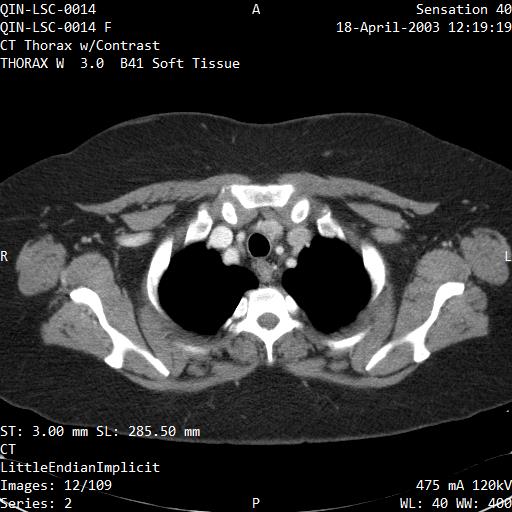 QIN-LSC-0014
A
Sensation 40
QIN-LSC-0014 F
18-April-2003 12:19:19
CT Thorax w/Contrast
THORAX W 3.0 B41 Soft Tissue
R
L
ST: 3.00 mm SL: 285.50 mm
CT
LittleEndianImplicit
Images: 12/109
475 mA 120kV
Series: 2
P
WL: 40 WW: 400